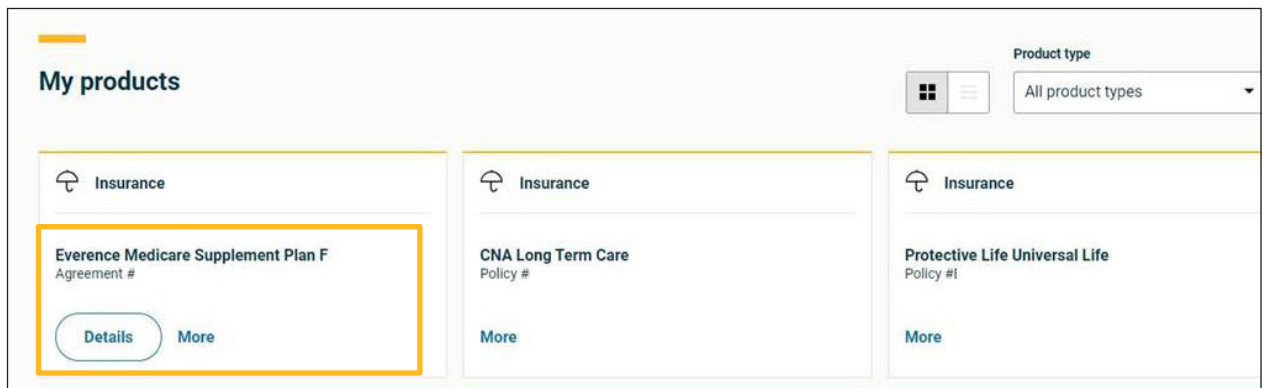 Product type
My products
All product types
Insurance
Insurance
Insurance
Everence Medicare Supplement Plan F
Agreement #
CNA Long Term Care
Policy #
Protective Life Universal Life
Policy #
Details
More
More
More